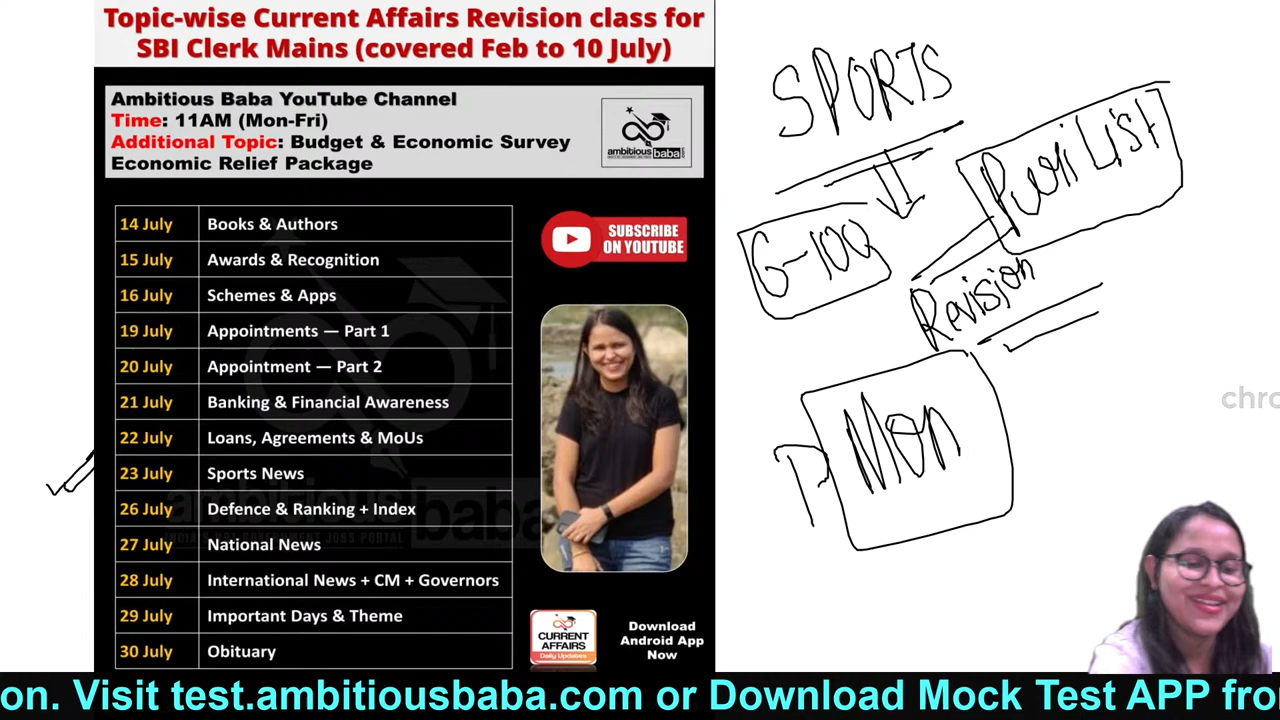 Topic-wise Current Affairs Revision class for
SBI Clerk Mains (covered Feb to 10 July)
Ambitious Baba YouTube Channel
Time: 11AM (Mon-Fri)
Additional Topic: Budget & Economic Survey
Economic Relief Package
ambitious baba
14 July Books & Authors
15 July Awards & Recognition
16 July Schemes & Apps
19 July Appointments — Part 1
20 July Appointment — Part 2
21 July Banking & Financial Awareness
22 July Loans, Agreements & MoUs
23 July Sports News
26 July Defence & Ranking + Index
27 July National News
28 July International News + CM + Governors
29 July Important Days & Theme
30 July Obituary
SUBSCRIBE
ON YOUTUBE
CURRENT
AFFAIRS
Daily Updates
Download
Android App
Now
SPORTS
List
G-100
Revision
Mon
chro
on. Visit test.ambitiousbaba.com or Download Mock Test APP fro